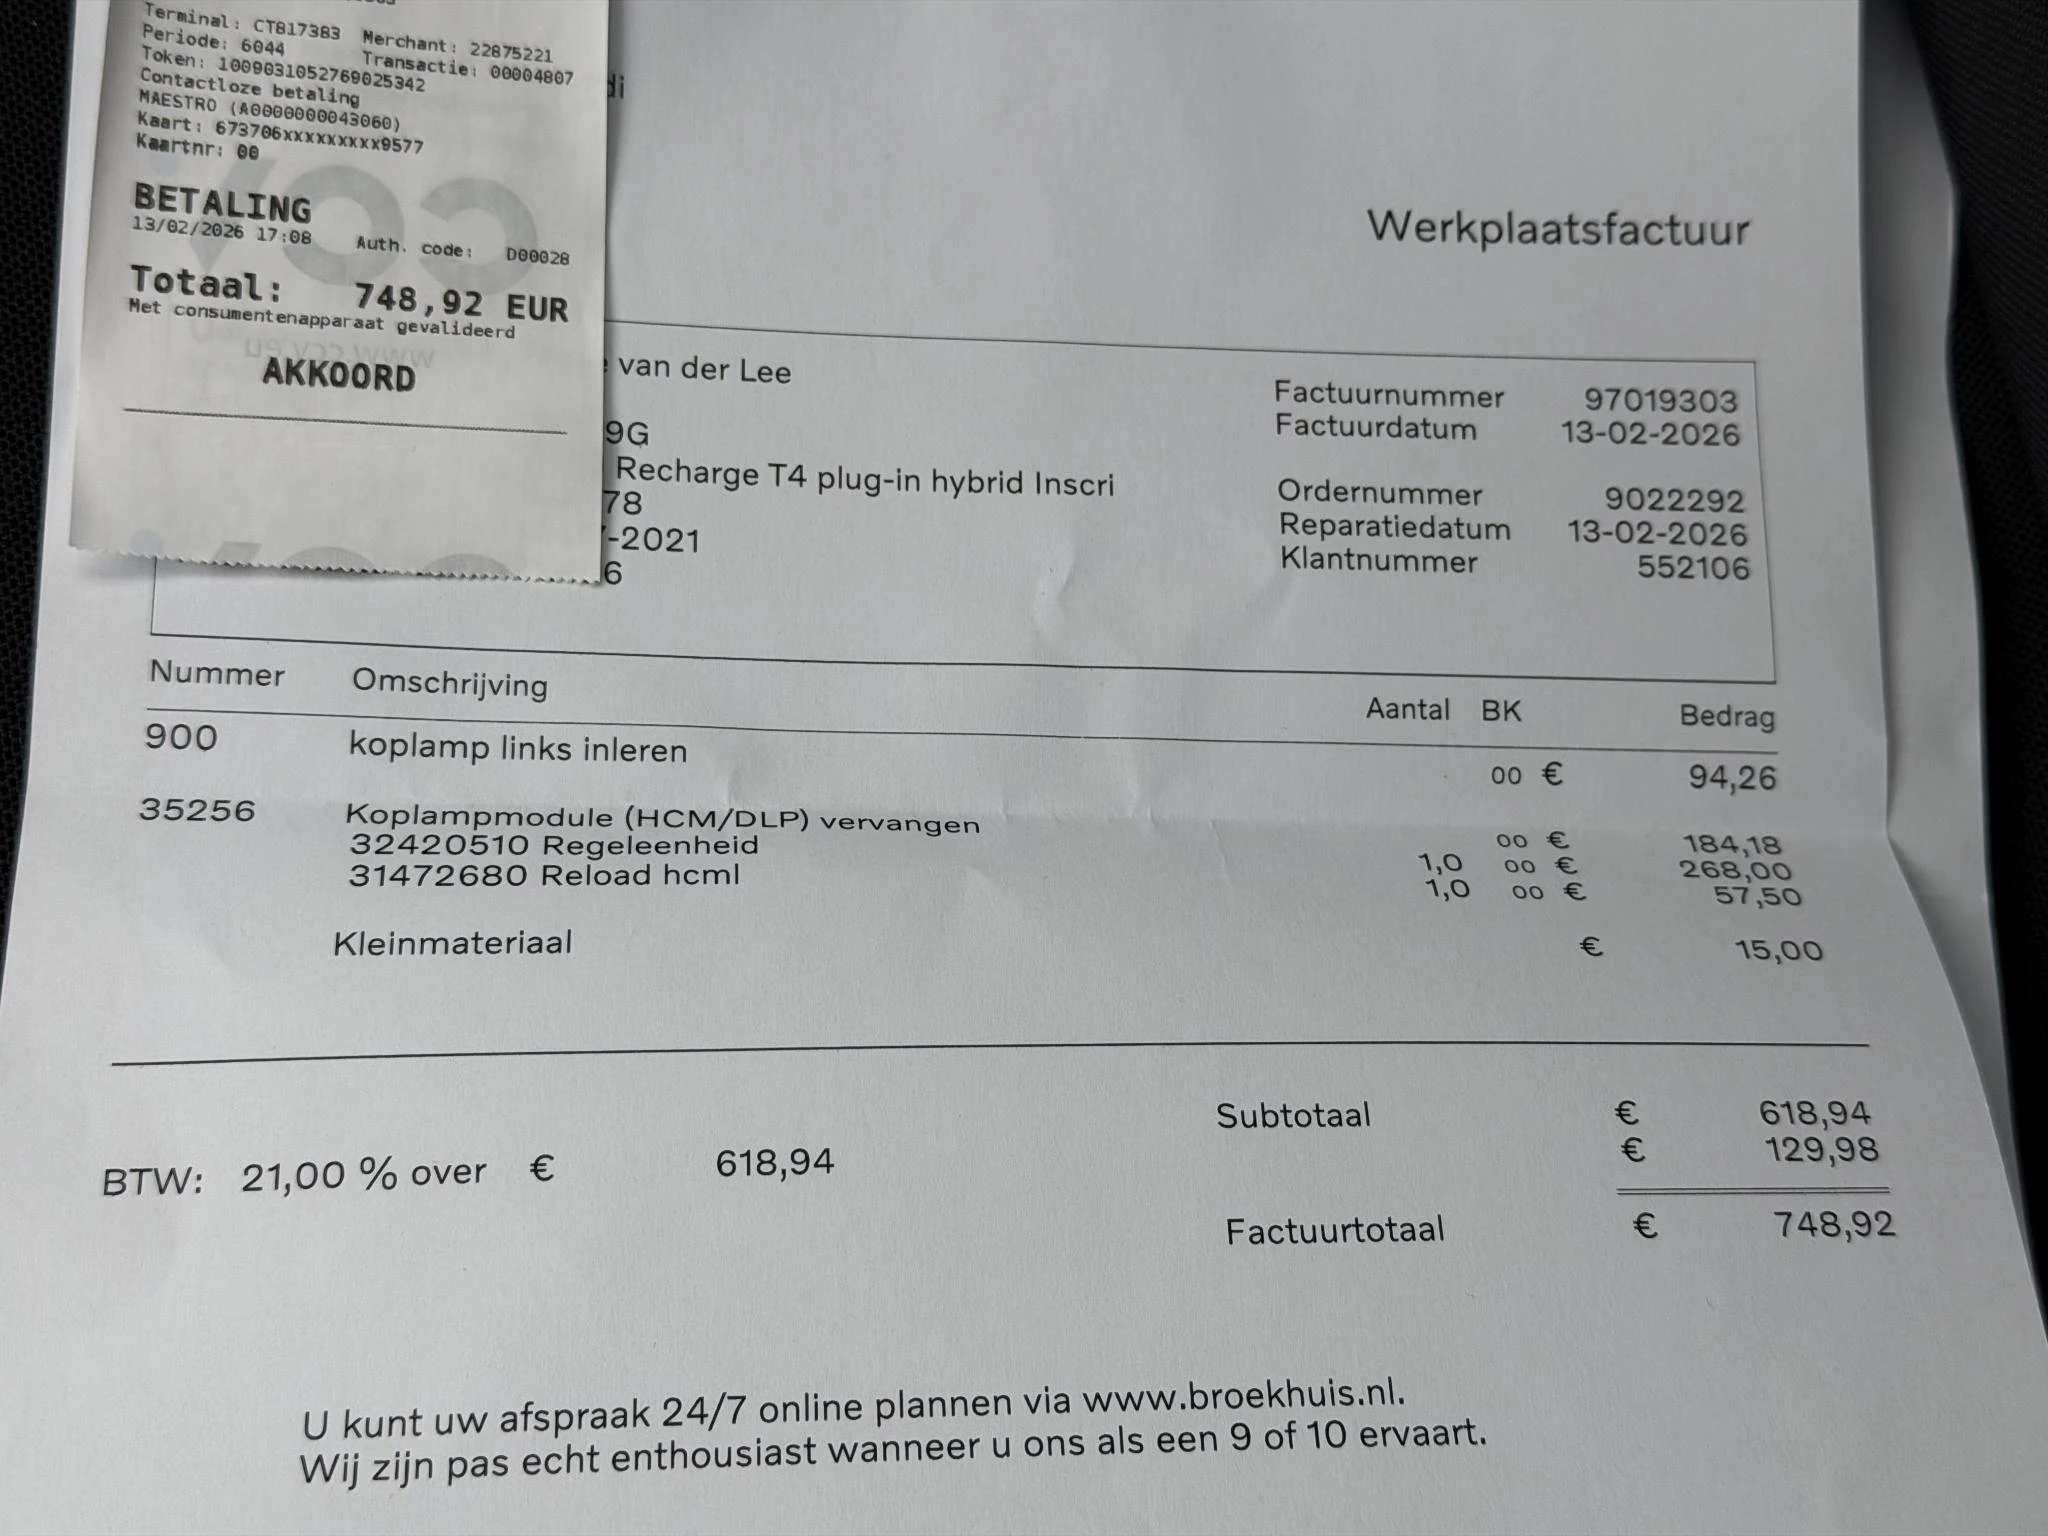 Terminal: CT817383 Merchant: 22875221
Periode: 6044 Transactie: 00004807
Token: 1009031052769025342
Contactloze betaling
MAESTRO (A0000000043060)
Kaart: 673706xxxxxxxxx9577
Kaartnr: 00
BETALING
13/02/2026 17:08 Auth. code: D00028
Totaal: 748,92 EUR
Met consumentenapparaat gevalideerd
www.ccv.eu
AKKOORD
di
Werkplaatsfactuur
van der Lee
9G
Recharge T4 plug-in hybrid Inscri
78
-2021
6
Factuurnummer 97019303
Factuurdatum 13-02-2026
Ordernummer 9022292
Reparatiedatum 13-02-2026
Klantnummer 552106
Nummer Omschrijving Aantal BK Bedrag
900 koplamp links inleren 00 € 94,26
35256 Koplampmodule (HCM/DLP) vervangen 00 € 184,18
32420510 Regeleenheid 1,0 00 € 268,00
31472680 Reload hcml 1,0 00 € 57,50
Kleinmateriaal € 15,00
Subtotaal € 618,94
BTW: 21,00 % over € 618,94 € 129,98
Factuurtotaal € 748,92
U kunt uw afspraak 24/7 online plannen via www.broekhuis.nl.
Wij zijn pas echt enthousiast wanneer u ons als een 9 of 10 ervaart.